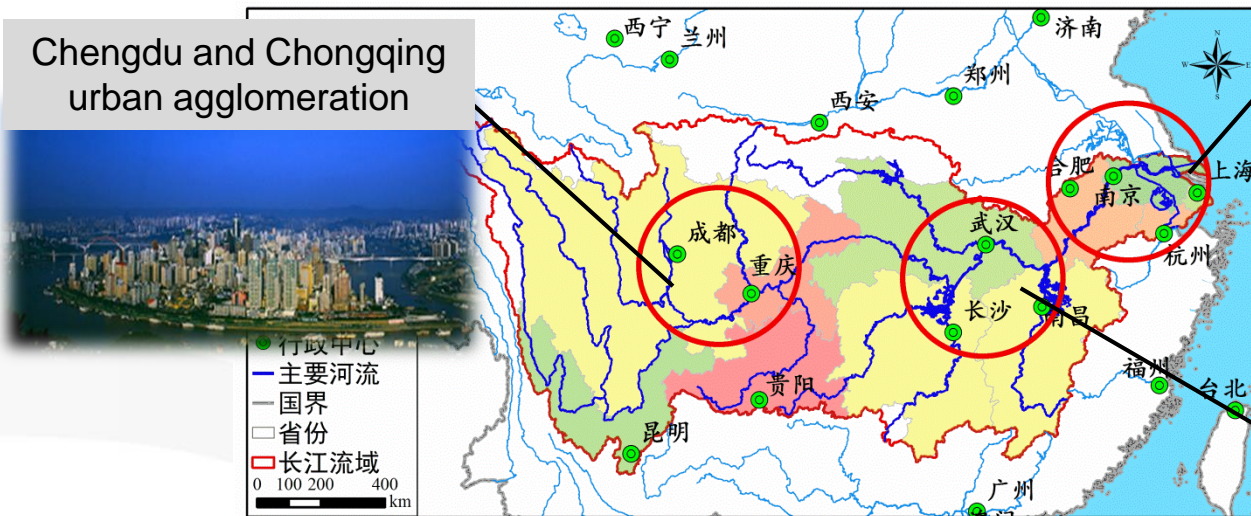 Chengdu and Chongqing
urban agglomeration
西宁
兰州
济南
郑州
西安
N
W
E
S
合肥
南京
上海
杭州
武汉
成都
重庆
长沙
南昌
福州
台北
贵阳
昆明
广州
行政中心
主要河流
国界
省份
长江流域
0 100 200 400
km